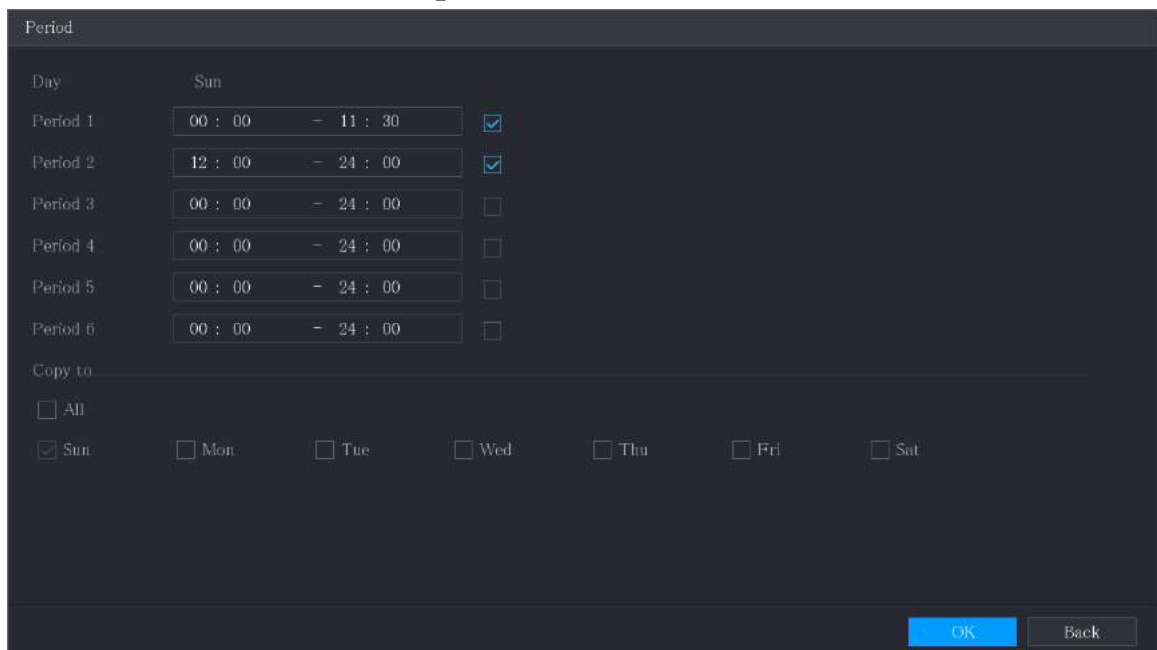 Period
Day Sun
Period 1 00 : 00 - 11 : 30
Period 2 12 : 00 - 24 : 00
Period 3 00 : 00 - 24 : 00
Period 4 00 : 00 - 24 : 00
Period 5 00 : 00 - 24 : 00
Period 6 00 : 00 - 24 : 00
Copy to
All
Sun Mon Tue Wed Thu Fri Sat
OK Back